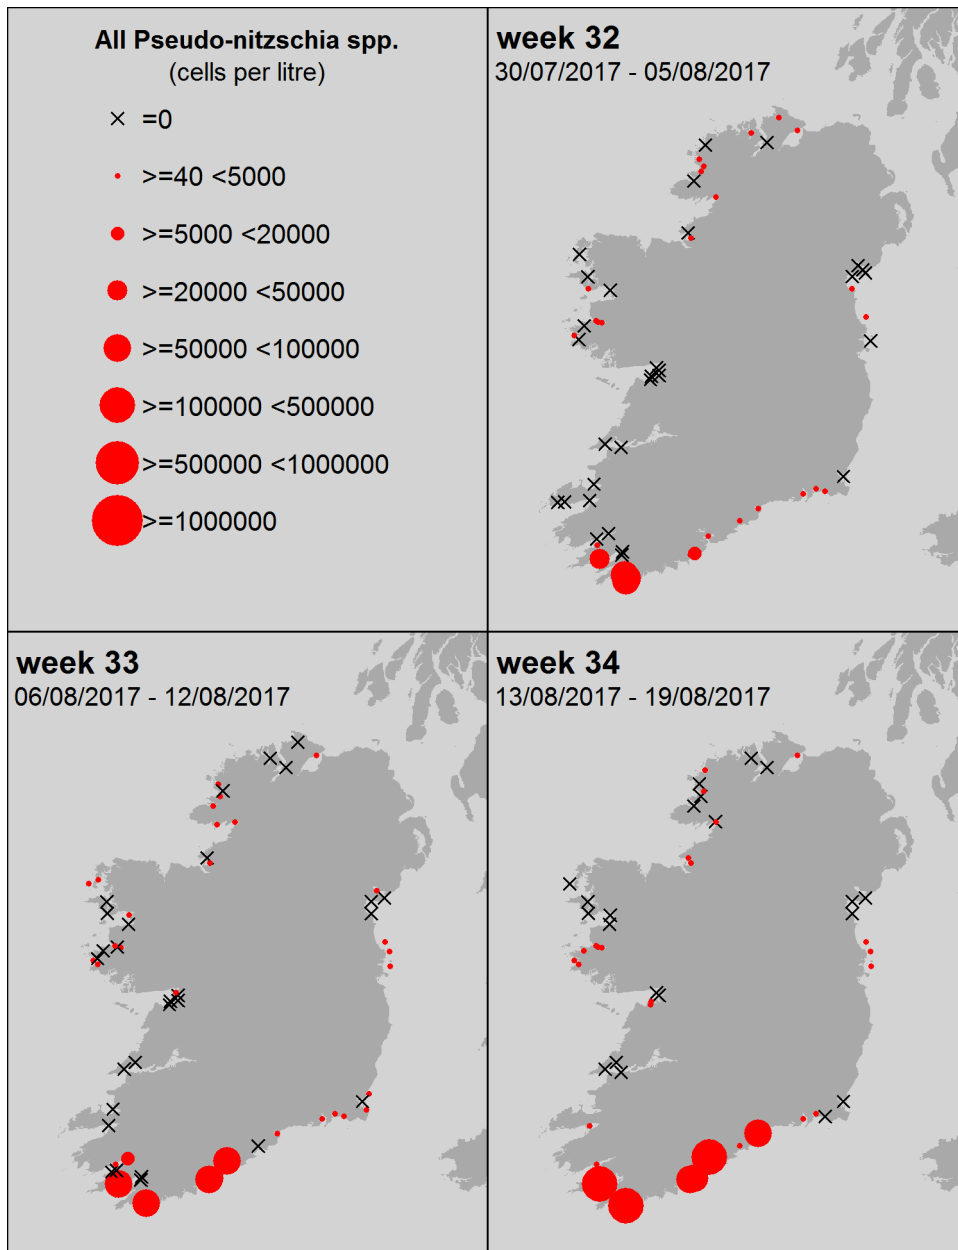 All Pseudo-nitzschia spp.
(cells per litre)
=0
>=40 <5000
>=5000 <20000
>=20000 <50000
>=50000 <100000
>=100000 <500000
>=500000 <1000000
>=1000000
week 32
30/07/2017 - 05/08/2017
week 33
06/08/2017 - 12/08/2017
week 34
13/08/2017 - 19/08/2017